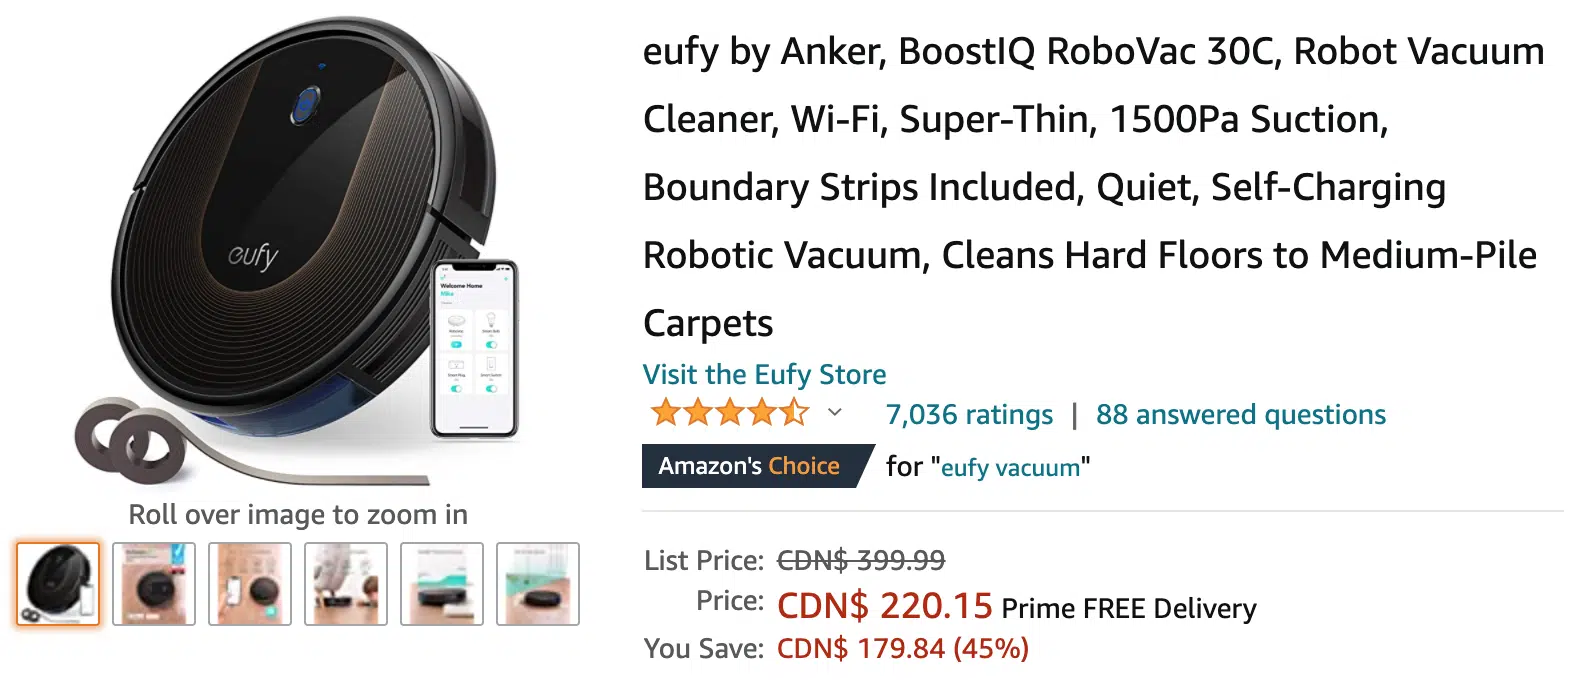 eufy
Welcome Home
Mike
Roll over image to zoom in
eufy by Anker, BoostIQ RoboVac 30C, Robot Vacuum
Cleaner, Wi-Fi, Super-Thin, 1500Pa Suction,
Boundary Strips Included, Quiet, Self-Charging
Robotic Vacuum, Cleans Hard Floors to Medium-Pile
Carpets
Visit the Eufy Store
7,036 ratings | 88 answered questions
Amazon's Choice for "eufy vacuum"
List Price: CDN$ 399.99
Price: CDN$ 220.15 Prime FREE Delivery
You Save: CDN$ 179.84 (45%)